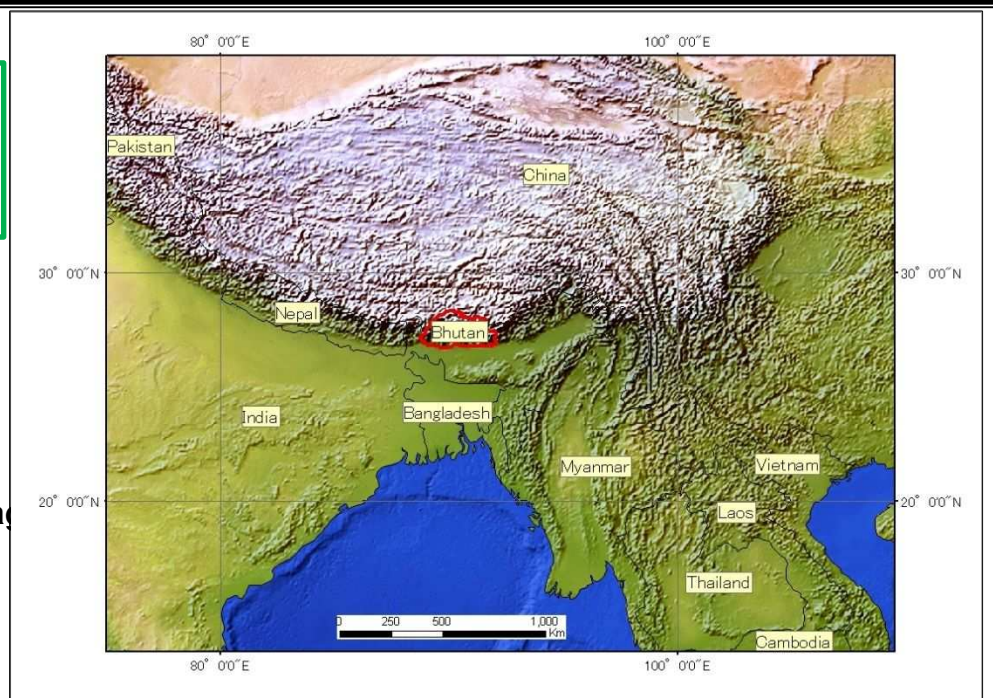 80° 0'0"E 100° 0'0"E
Pakistan
China
30° 0'0"N 30° 0'0"N
Nepal
Bhutan
India
Bangladesh
Myanmar
Vietnam
20° 0'0"N 20° 0'0"N
Laos
Thailand
0 250 500 1,000
Km
Cambodia
80° 0'0"E 100° 0'0"E